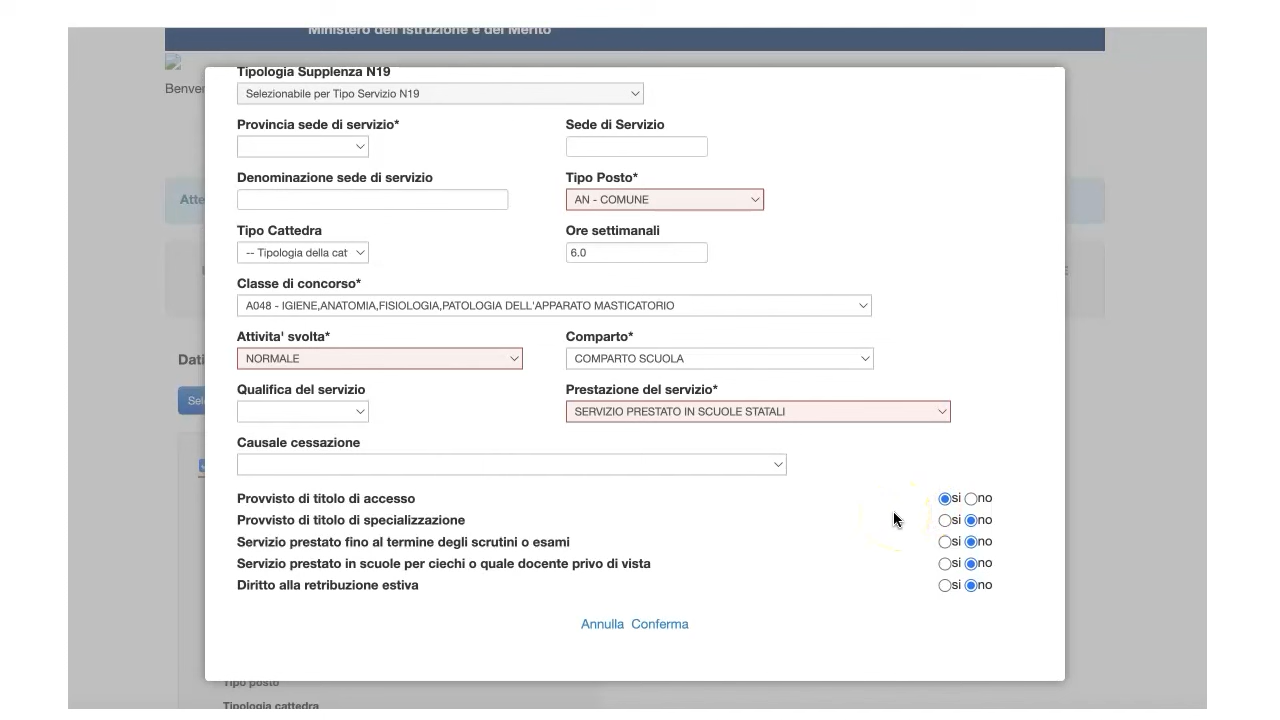 Ministero dell'Istruzione e del Merito
Tipologia Supplenza N19
Benve
Selezionabile per Tipo Servizio N19
Provincia sede di servizio*
Sede di Servizio
Denominazione sede di servizio
Tipo Posto*
Atte
AN - COMUNE
Tipo Cattedra
Ore settimanali
-- Tipologia della cat
6.0
Classe di concorso*
A048 - IGIENE,ANATOMIA,FISIOLOGIA,PATOLOGIA DELL'APPARATO MASTICATORIO
Attivita' svolta*
Comparto*
NORMALE
COMPARTO SCUOLA
Dati
Qualifica del servizio
Prestazione del servizio*
Sele
SERVIZIO PRESTATO IN SCUOLE STATALI
Causale cessazione
Provvisto di titolo di accesso
si no
Provvisto di titolo di specializzazione
si no
Servizio prestato fino al termine degli scrutini o esami
si no
Servizio prestato in scuole per ciechi o quale docente privo di vista
si no
Diritto alla retribuzione estiva
si no
Annulla Conferma
Tipo posto
Tipologia cattedra